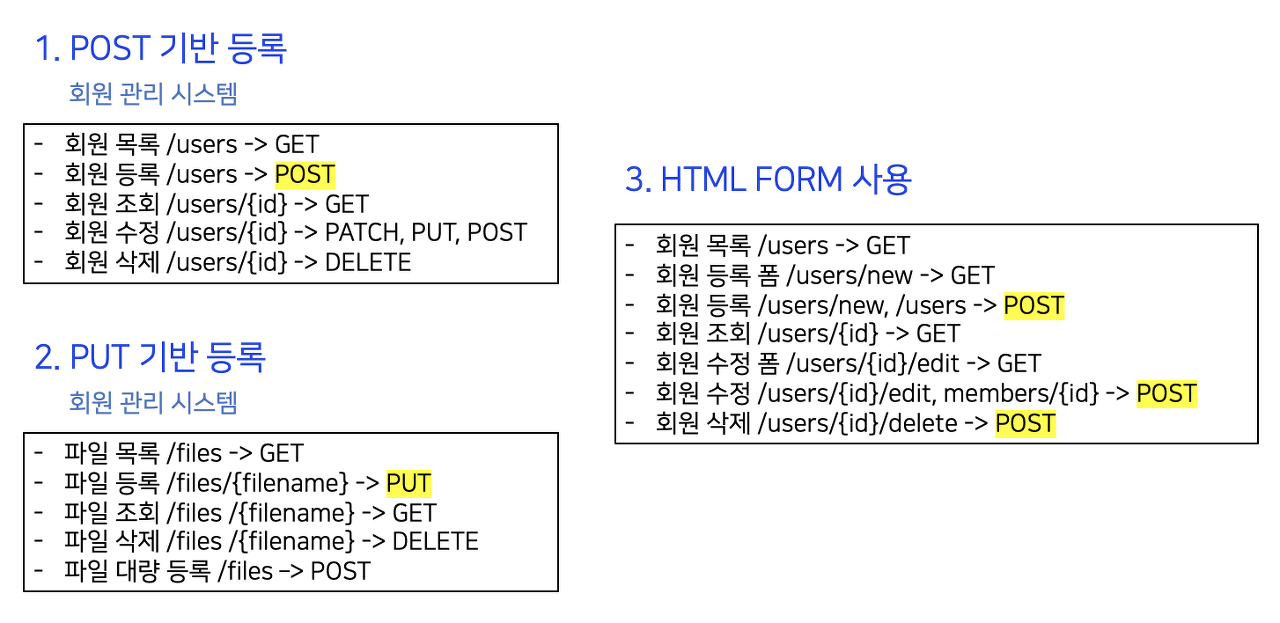 1. POST 기반 등록
회원 관리 시스템
- 회원 목록 /users -> GET
- 회원 등록 /users -> POST
- 회원 조회 /users/{id} -> GET
- 회원 수정 /users/{id} -> PATCH, PUT, POST
- 회원 삭제 /users/{id} -> DELETE
2. PUT 기반 등록
회원 관리 시스템
- 파일 목록 /files -> GET
- 파일 등록 /files/{filename} -> PUT
- 파일 조회 /files /{filename} -> GET
- 파일 삭제 /files /{filename} -> DELETE
- 파일 대량 등록 /files –> POST
3. HTML FORM 사용
- 회원 목록 /users -> GET
- 회원 등록 폼 /users/new -> GET
- 회원 등록 /users/new, /users -> POST
- 회원 조회 /users/{id} -> GET
- 회원 수정 폼 /users/{id}/edit -> GET
- 회원 수정 /users/{id}/edit, members/{id} -> POST
- 회원 삭제 /users/{id}/delete -> POST